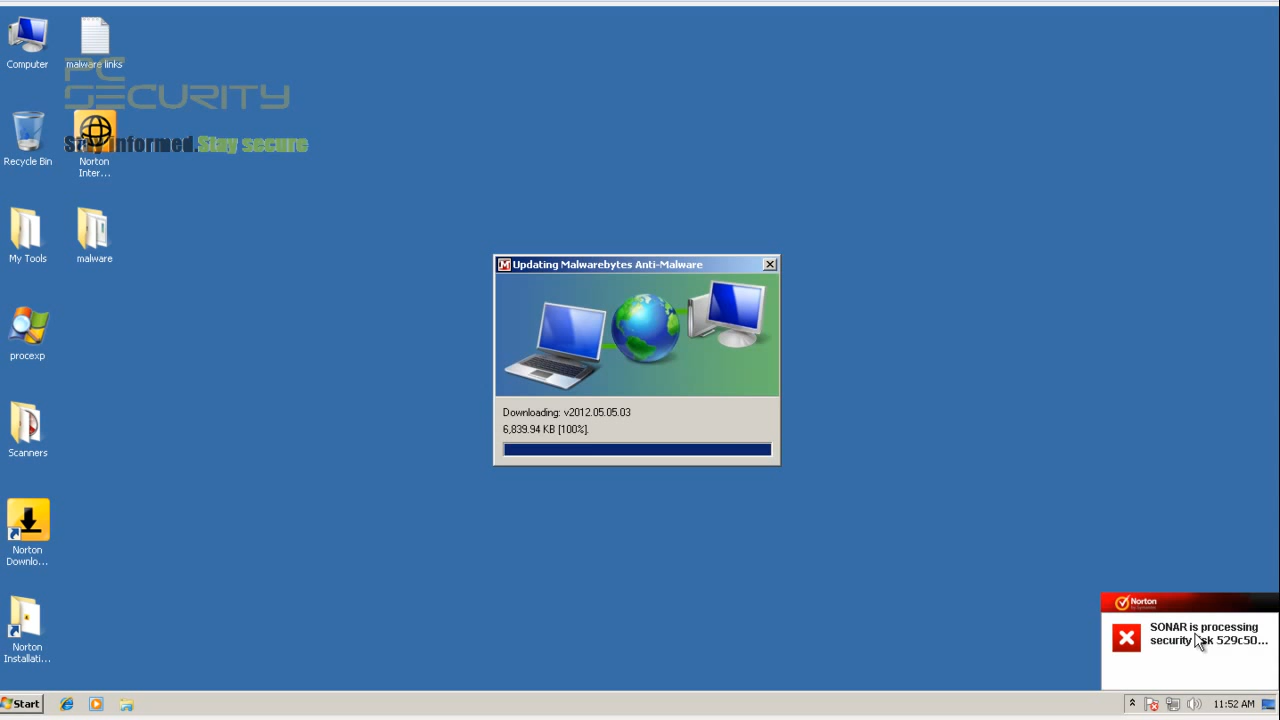 Computer
malware links
PC
SECURITY
Stay informed.Stay secure
Recycle Bin
Norton
Inter...
My Tools
malware
procexp
Scanners
Norton
Downlo...
Norton
Installati...
Updating Malwarebytes Anti-Malware
Downloading: v2012.05.05.03
6,839.94 KB [100%].
Norton
SONAR is processing
security risk 529c50...
Start
11:52 AM